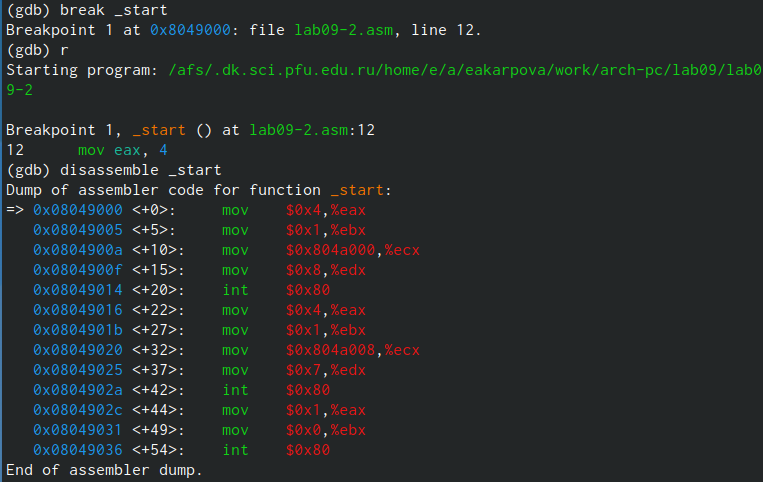 (gdb) break _start
Breakpoint 1 at 0x8049000: file lab09-2.asm, line 12.
(gdb) r
Starting program: /afs/.dk.sci.pfu.edu.ru/home/e/a/eakarpova/work/arch-pc/lab09/lab0
9-2

Breakpoint 1, _start () at lab09-2.asm:12
12      mov eax, 4
(gdb) disassemble _start
Dump of assembler code for function _start:
=> 0x08049000 <+0>:     mov    $0x4,%eax
   0x08049005 <+5>:     mov    $0x1,%ebx
   0x0804900a <+10>:    mov    $0x804a000,%ecx
   0x0804900f <+15>:    mov    $0x8,%edx
   0x08049014 <+20>:    int    $0x80
   0x08049016 <+22>:    mov    $0x4,%eax
   0x0804901b <+27>:    mov    $0x1,%ebx
   0x08049020 <+32>:    mov    $0x804a008,%ecx
   0x08049025 <+37>:    mov    $0x7,%edx
   0x0804902a <+42>:    int    $0x80
   0x0804902c <+44>:    mov    $0x1,%eax
   0x08049031 <+49>:    mov    $0x0,%ebx
   0x08049036 <+54>:    int    $0x80
End of assembler dump.